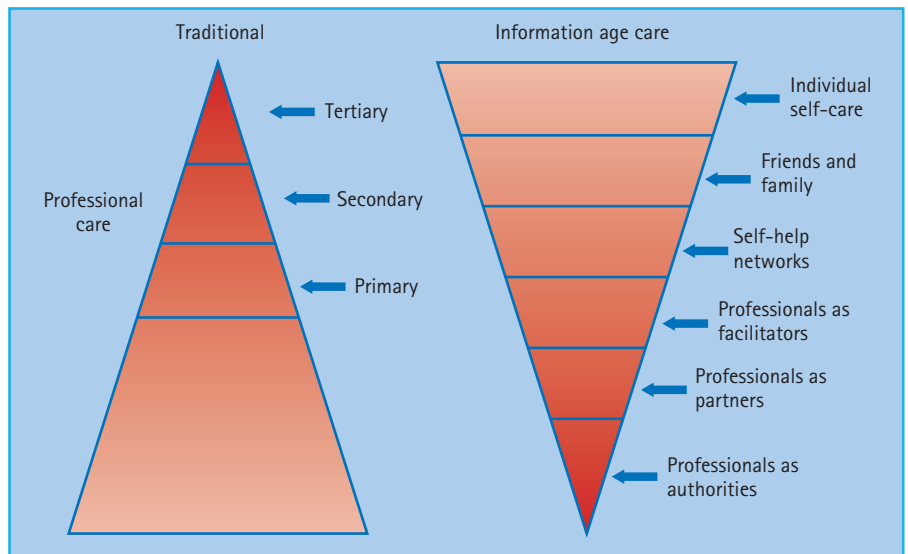 Traditional
Tertiary
Secondary
Professional
care
Primary
Information age care
Individual
self-care
Friends and
family
Self-help
networks
Professionals as
facilitators
Professionals as
partners
Professionals as
authorities